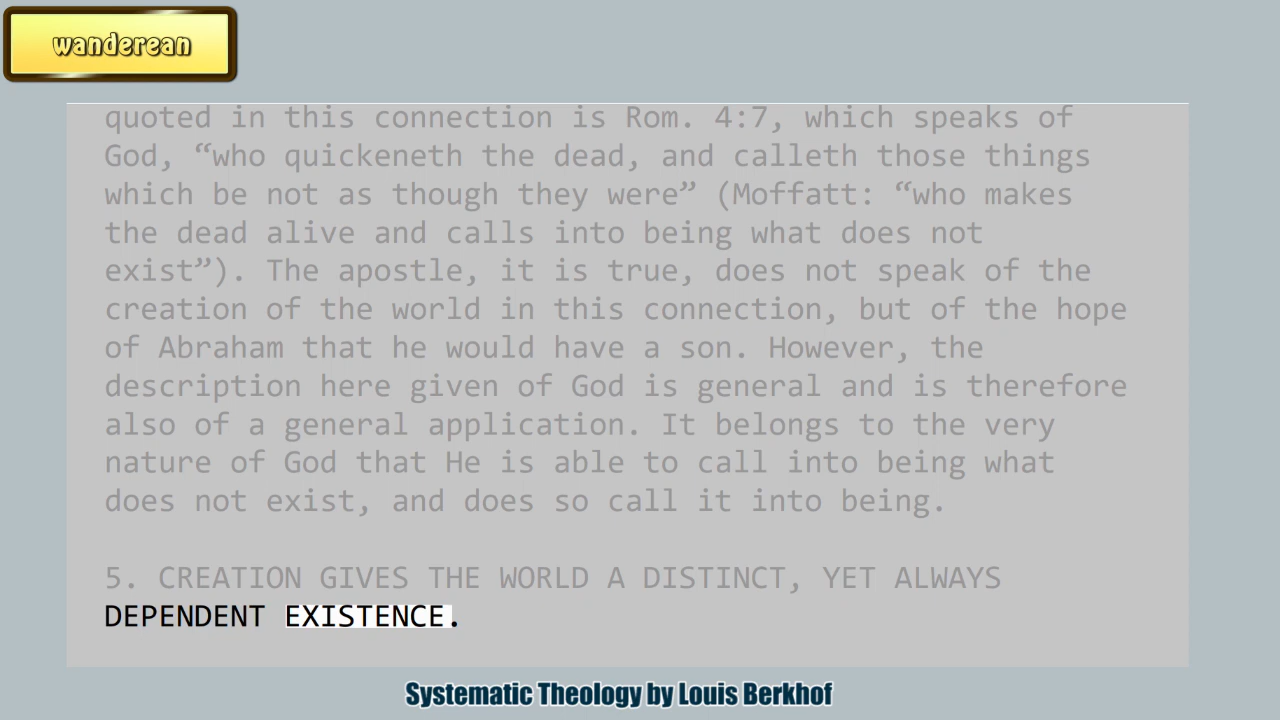 wanderean
quoted in this connection is Rom. 4:7, which speaks of
God, “who quickeneth the dead, and calleth those things
which be not as though they were” (Moffatt: “who makes
the dead alive and calls into being what does not
exist”). The apostle, it is true, does not speak of the
creation of the world in this connection, but of the hope
of Abraham that he would have a son. However, the
description here given of God is general and is therefore
also of a general application. It belongs to the very
nature of God that He is able to call into being what
does not exist, and does so call it into being.
5. CREATION GIVES THE WORLD A DISTINCT, YET ALWAYS
DEPENDENT EXISTENCE.
Systematic Theology by Louis Berkhof